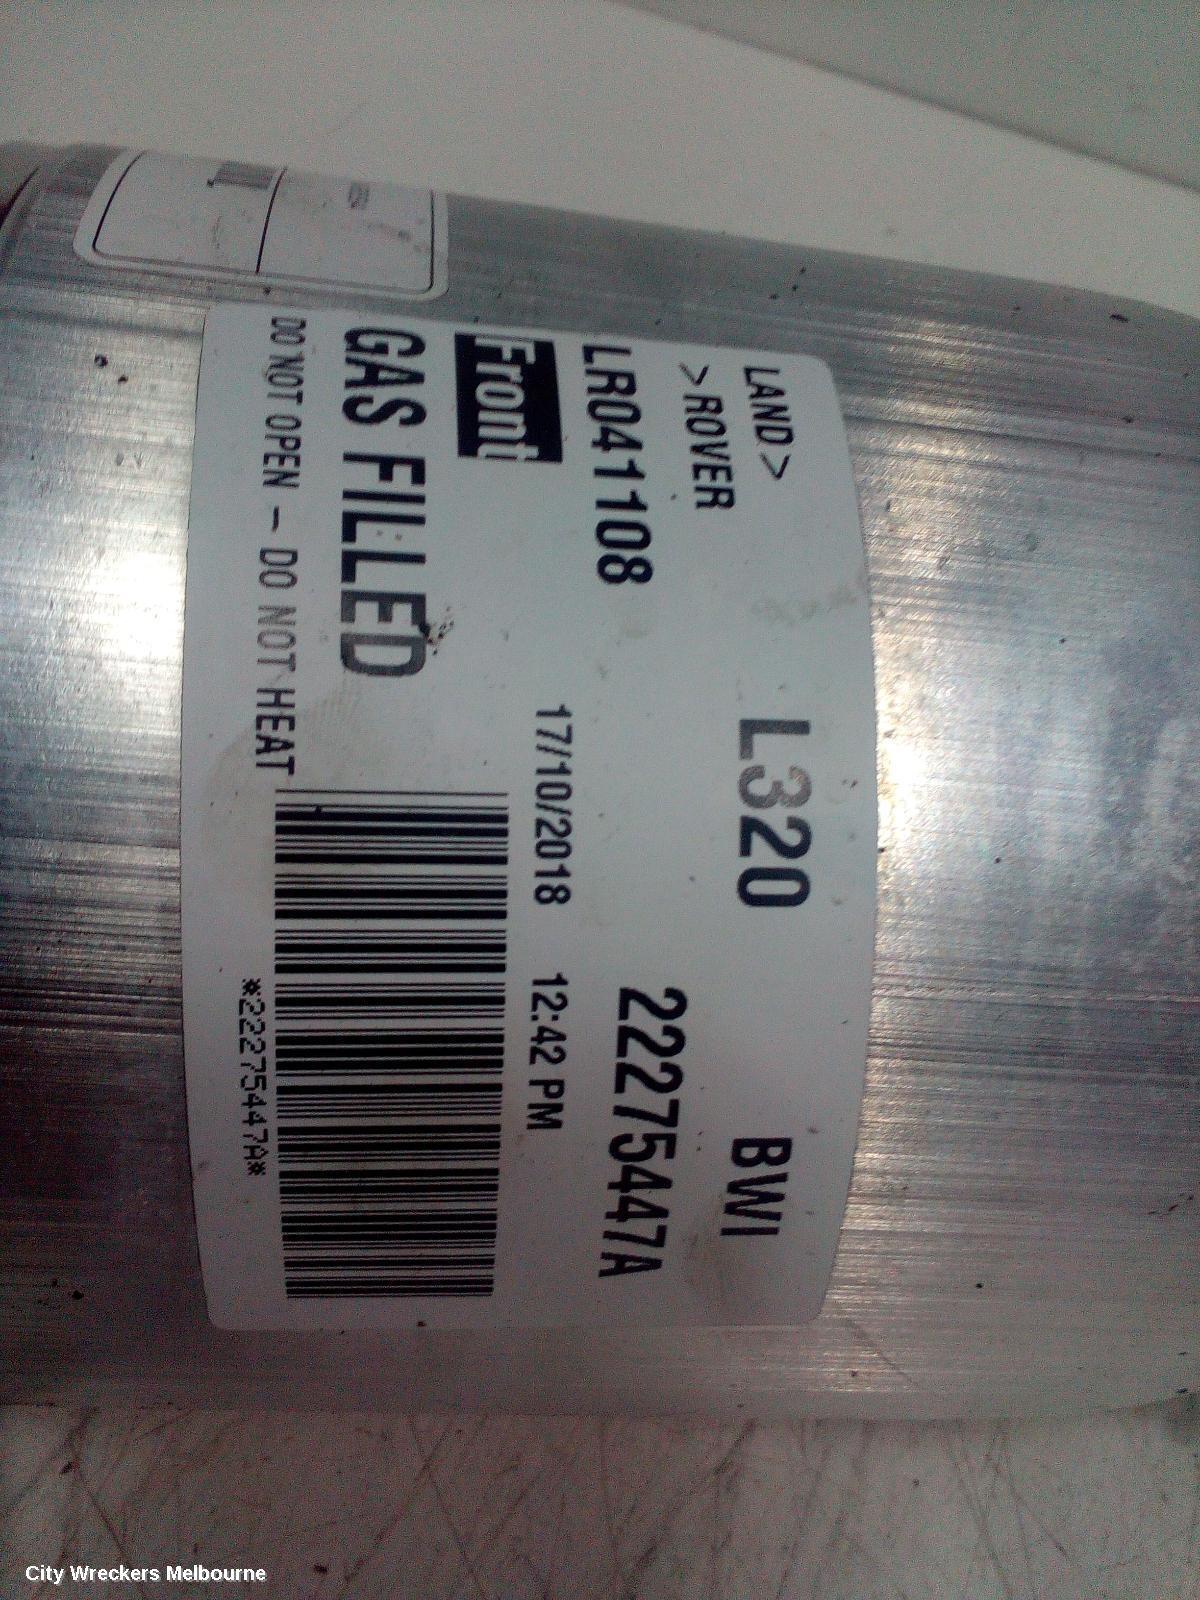 LAND>
>ROVER
L320
BWI
LR041108
22275447A
Front
17/10/2018 12:42 PM
GAS FILLED
DO NOT OPEN - DO NOT HEAT
*22275447A*
City Wreckers Melbourne